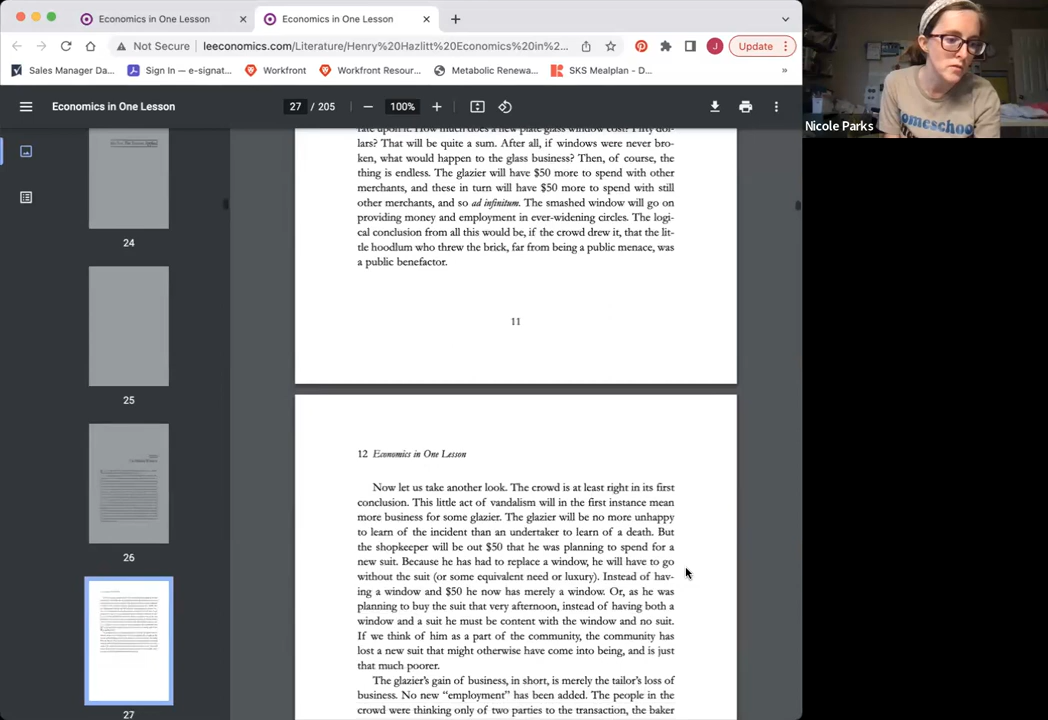 Economics in One Lesson
Economics in One Lesson
Not Secure
leeconomics.com/Literature/Henry%20Hazlitt%20Economics%20in%2...
J
Update
Sales Manager Da...
Sign In — e-signat...
Workfront
Workfront Resour...
Metabolic Renewa...
SKS Mealplan - D...
»
Economics in One Lesson
27 / 205
100%
Nicole Parks
homeschool
24
25
26
27
rate upon it. How much does a new plate glass window cost? Fifty dol-
lars? That will be quite a sum. After all, if windows were never bro-
ken, what would happen to the glass business? Then, of course, the
thing is endless. The glazier will have $50 more to spend with other
merchants, and these in turn will have $50 more to spend with still
other merchants, and so ad infinitum. The smashed window will go on
providing money and employment in ever-widening circles. The logi-
cal conclusion from all this would be, if the crowd drew it, that the lit-
tle hoodlum who threw the brick, far from being a public menace, was
a public benefactor.
11
12 Economics in One Lesson
Now let us take another look. The crowd is at least right in its first
conclusion. This little act of vandalism will in the first instance mean
more business for some glazier. The glazier will be no more unhappy
to learn of the incident than an undertaker to learn of a death. But
the shopkeeper will be out $50 that he was planning to spend for a
new suit. Because he has had to replace a window, he will have to go
without the suit (or some equivalent need or luxury). Instead of hav-
ing a window and $50 he now has merely a window. Or, as he was
planning to buy the suit that very afternoon, instead of having both a
window and a suit he must be content with the window and no suit.
If we think of him as a part of the community, the community has
lost a new suit that might otherwise have come into being, and is just
that much poorer.
The glazier's gain of business, in short, is merely the tailor's loss of
business. No new “employment” has been added. The people in the
crowd were thinking only of two parties to the transaction, the baker